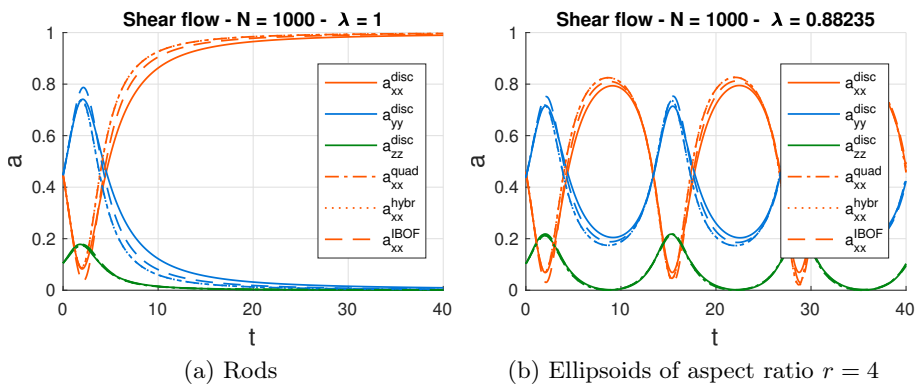 Shear flow - N = 1000 - λ = 1
a
1
0.8
0.6
0.4
0.2
0
0 10 20 30 40
t
a_xx^disc
a_yy^disc
a_zz^disc
a_xx^quad
a_xx^hybr
a_xx^IBOF
(a) Rods
Shear flow - N = 1000 - λ = 0.88235
a
1
0.8
0.6
0.4
0.2
0
0 10 20 30 40
t
a_xx^disc
a_yy^disc
a_zz^disc
a_xx^quad
a_xx^hybr
a_xx^IBOF
(b) Ellipsoids of aspect ratio r = 4